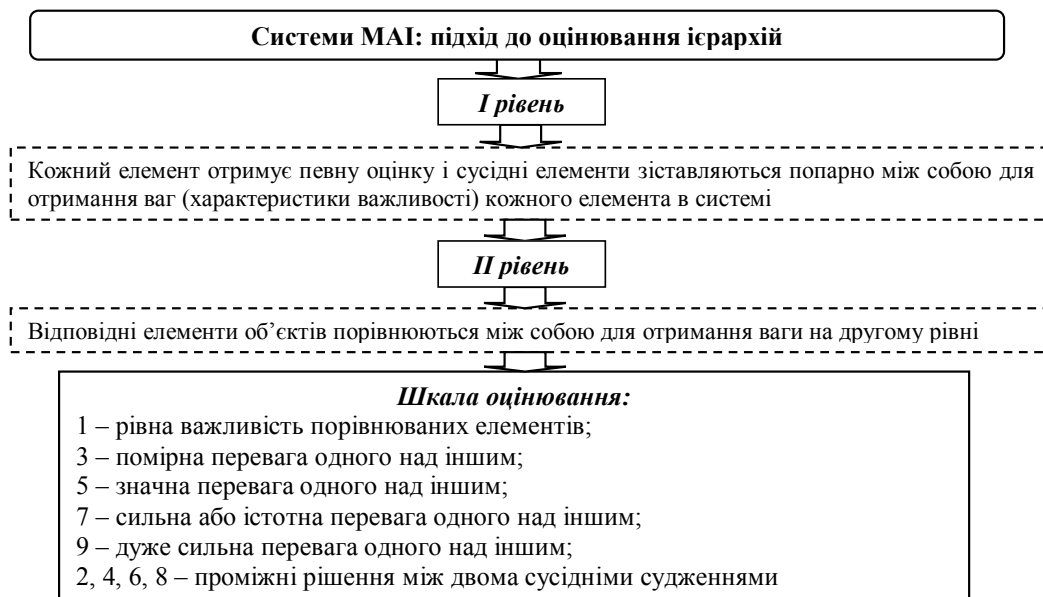 Системи МАІ: підхід до оцінювання ієрархій
І рівень
Кожний елемент отримує певну оцінку і сусідні елементи зіставляються попарно між собою для
отримання ваг (характеристики важливості) кожного елемента в системі
ІІ рівень
Відповідні елементи об’єктів порівнюються між собою для отримання ваги на другому рівні
Шкала оцінювання:
1 – рівна важливість порівнюваних елементів;
3 – помірна перевага одного над іншим;
5 – значна перевага одного над іншим;
7 – сильна або істотна перевага одного над іншим;
9 – дуже сильна перевага одного над іншим;
2, 4, 6, 8 – проміжні рішення між двома сусідніми судженнями